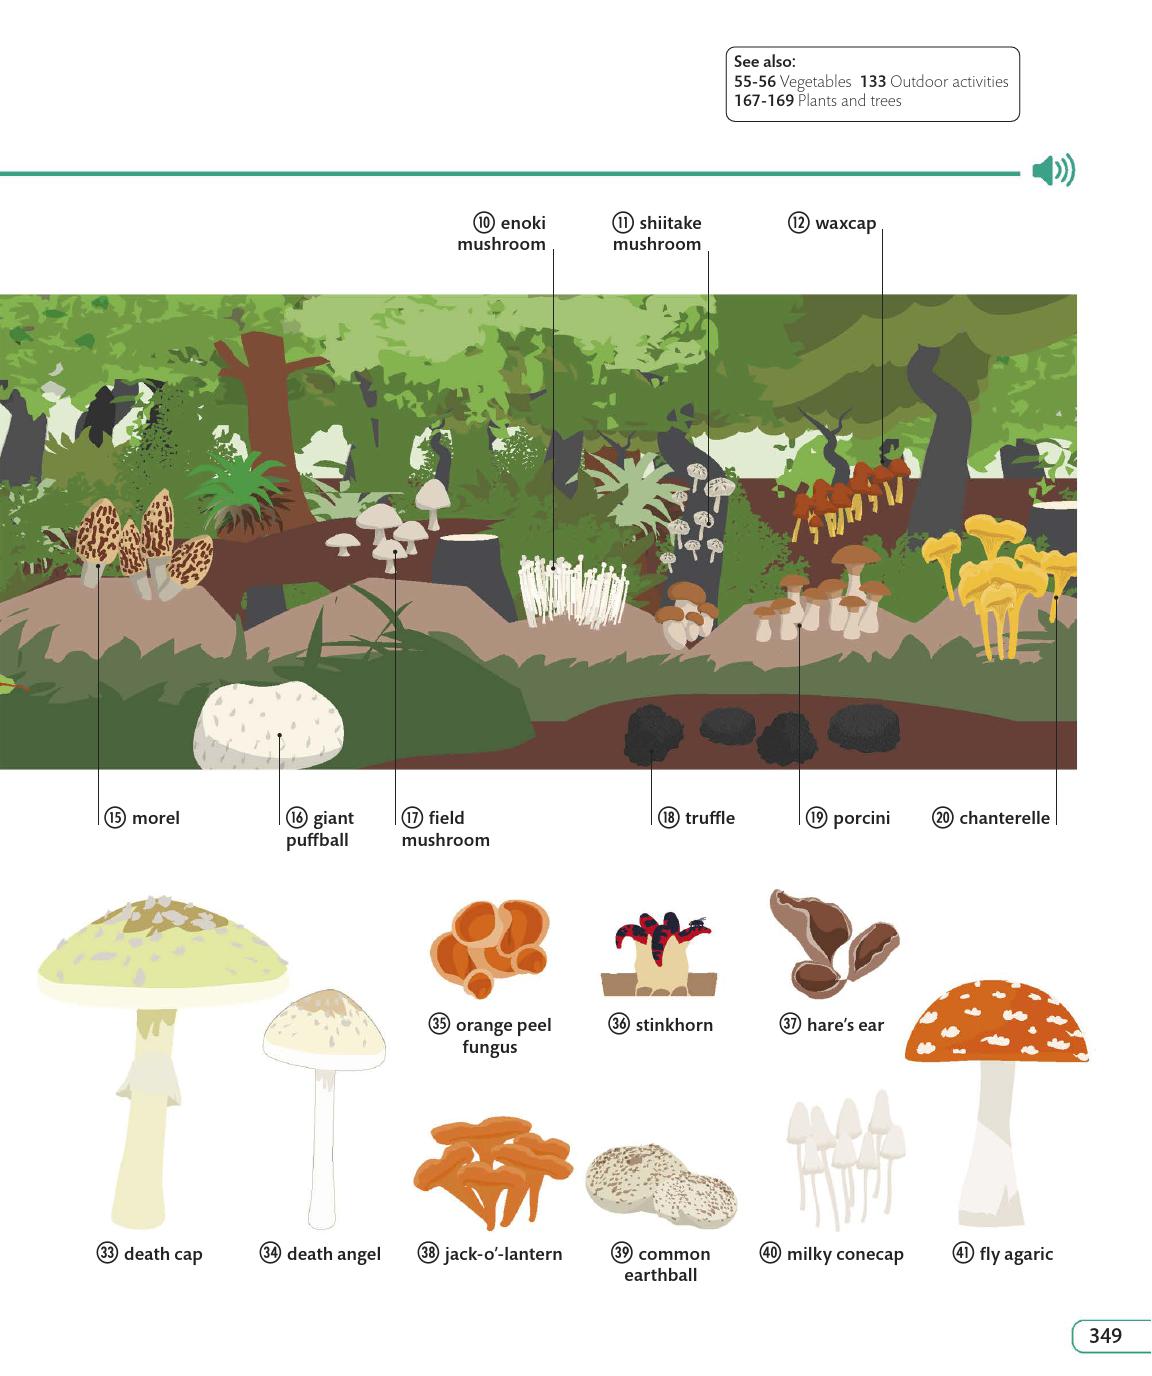 See also:
55-56 Vegetables 133 Outdoor activities
167-169 Plants and trees
⑩ enoki
mushroom
⑪ shiitake
mushroom
⑫ waxcap
⑮ morel
⑯ giant
puffball
⑰ field
mushroom
⑱ truffle
⑲ porcini
⑳ chanterelle
㉟ orange peel
fungus
㊱ stinkhorn
㊲ hare's ear
㉝ death cap
㉞ death angel
㊳ jack-o'-lantern
㊴ common
earthball
㊵ milky conecap
㊶ fly agaric
349